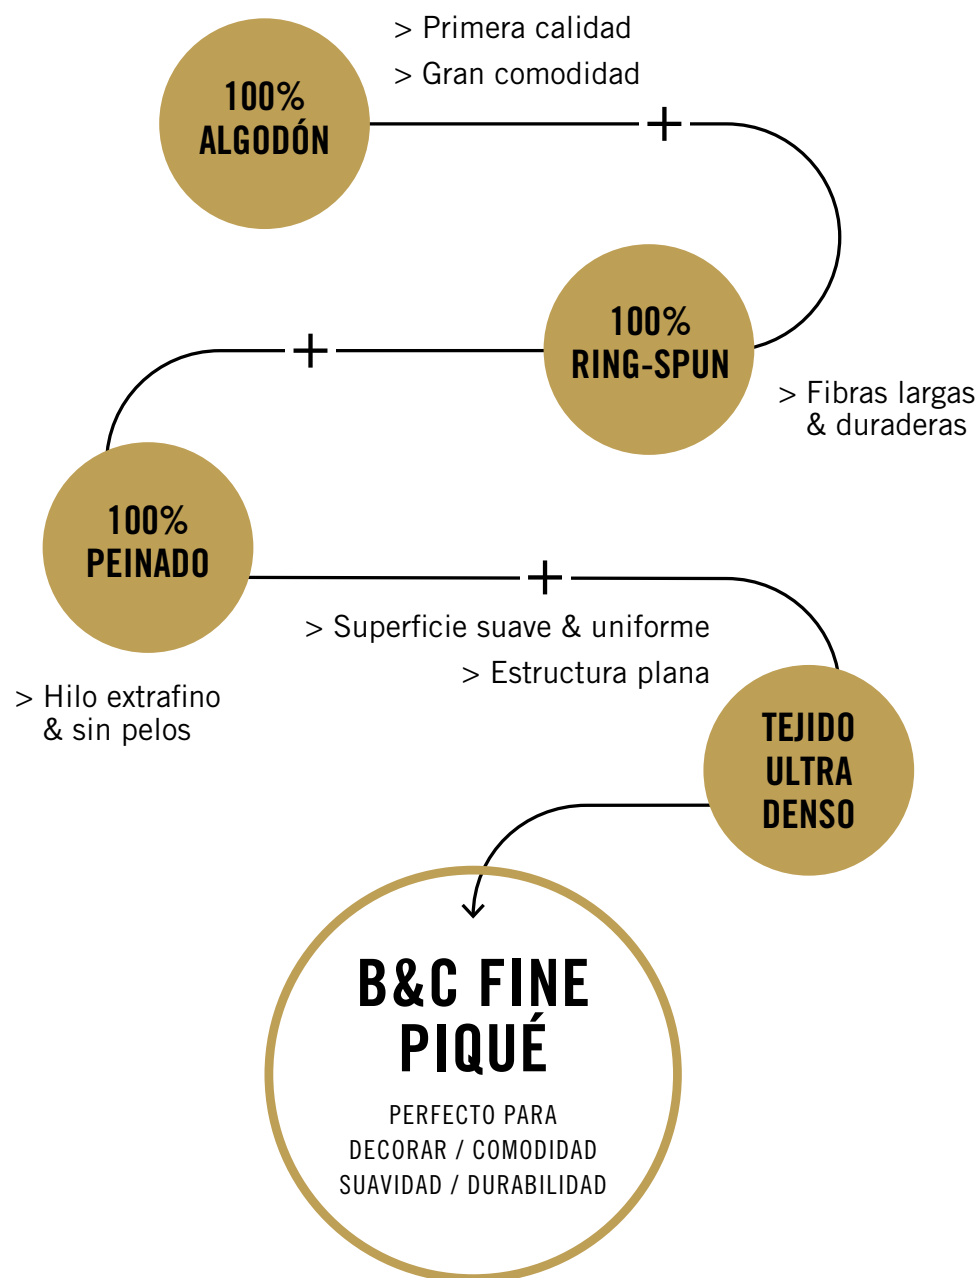 > Primera calidad
> Gran comodidad
100%
ALGODÓN
100%
RING-SPUN
> Fibras largas
& duraderas
100%
PEINADO
> Hilo extrafino
& sin pelos
> Superficie suave & uniforme
> Estructura plana
TEJIDO
ULTRA
DENSO
B&C FINE
PIQUÉ
PERFECTO PARA
DECORAR / COMODIDAD
SUAVIDAD / DURABILIDAD